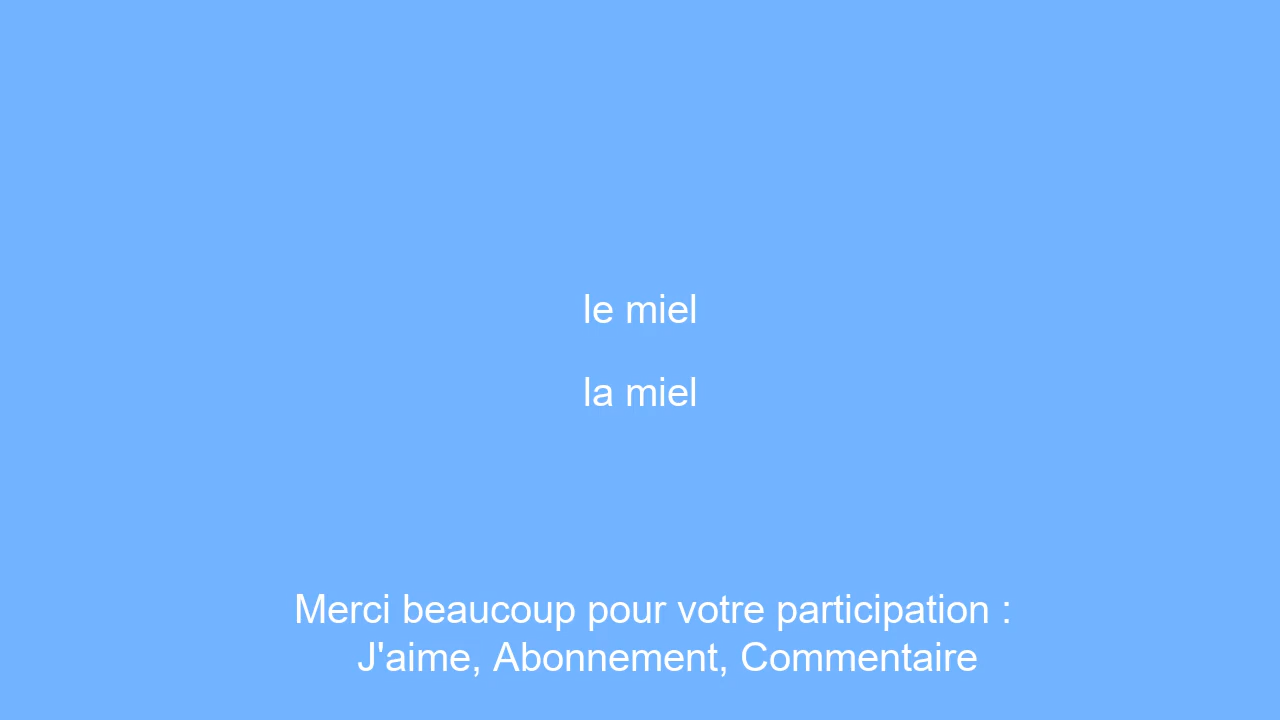 le miel
la miel
Merci beaucoup pour votre participation :
J'aime, Abonnement, Commentaire